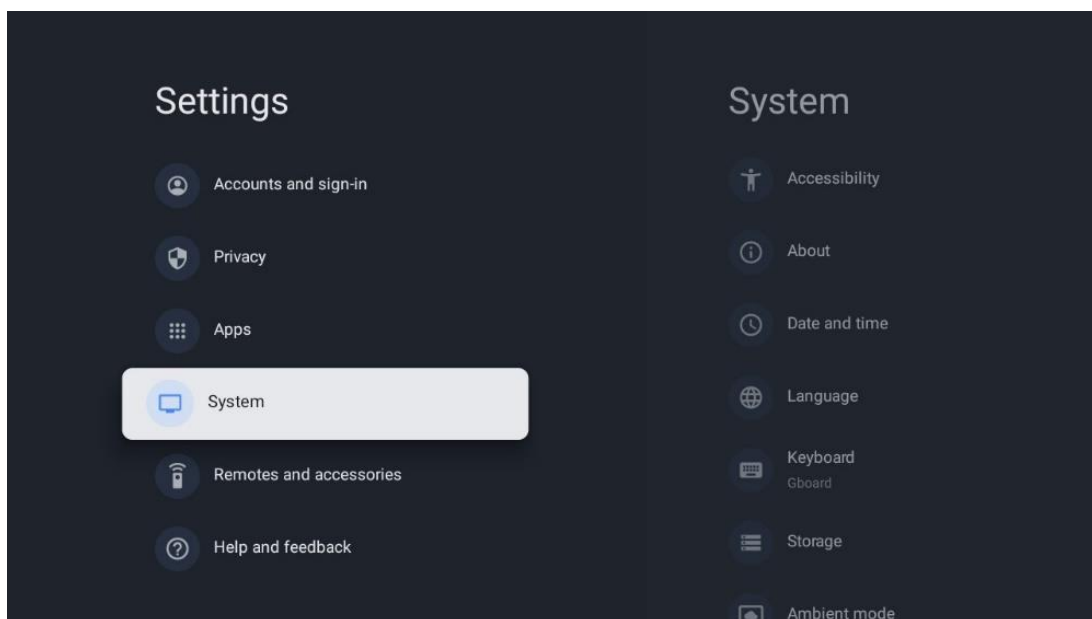 Settings
Accounts and sign-in
Privacy
Apps
System
Remotes and accessories
Help and feedback
System
Accessibility
About
Date and time
Language
Keyboard
Gboard
Storage
Ambient mode